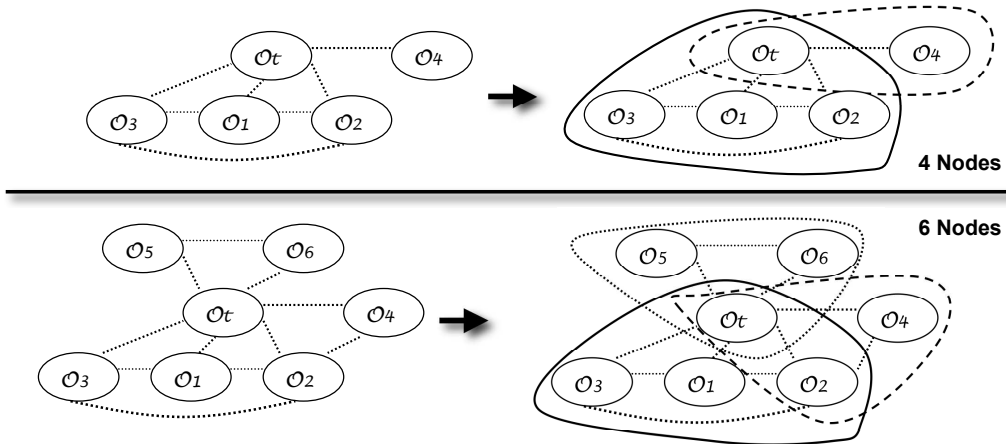 Ot O4 Ot O4
O3 O1 O2 O3 O1 O2
4 Nodes
6 Nodes
O5 O6 O5 O6
Ot O4 Ot O4
O3 O1 O2 O3 O1 O2